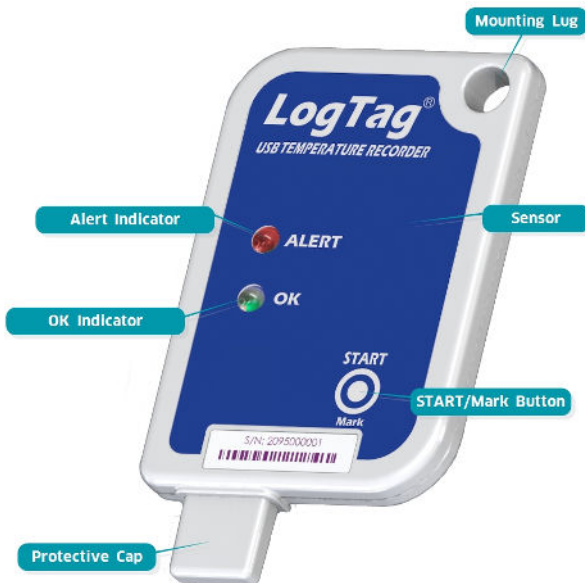 Mounting Lug
LogTag®
USB TEMPERATURE RECORDER
Alert Indicator
ALERT
Sensor
OK
OK Indicator
START
START/Mark Button
Mark
S/N: 2095000001
Protective Cap